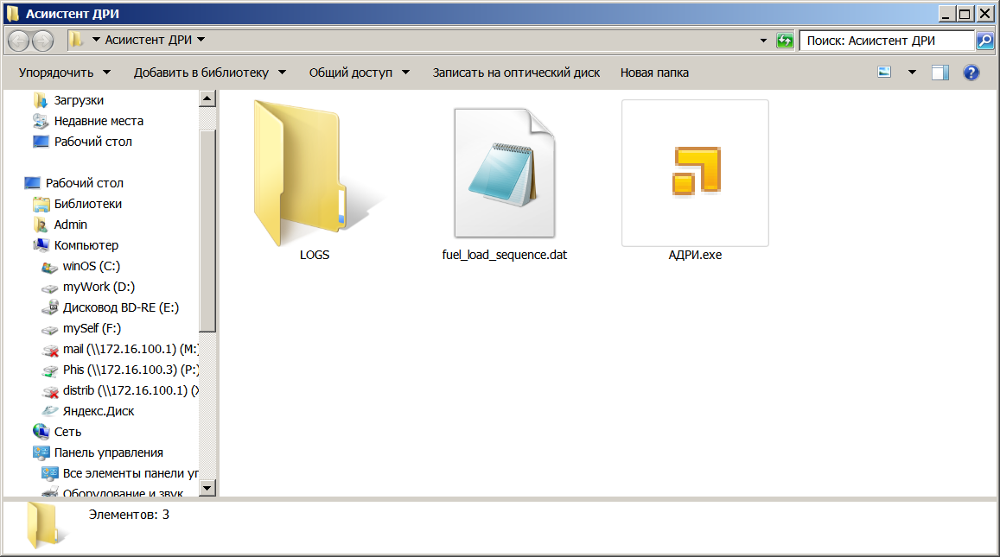 Асиистент ДРИ
Асиистент ДРИ
Поиск: Асиистент ДРИ
Упорядочить Добавить в библиотеку Общий доступ Записать на оптический диск Новая папка
Загрузки
Недавние места
Рабочий стол
Рабочий стол
Библиотеки
Admin
Компьютер
winOS (C:)
myWork (D:)
Дисковод BD-RE (E:)
mySelf (F:)
mail (\\172.16.100.1) (M:)
Phis (\\172.16.100.3) (P:)
distrib (\\172.16.100.1) (X
Яндекс.Диск
Сеть
Панель управления
Все элементы панели уп
Оборудование и звук
LOGS
fuel_load_sequence.dat
АДРИ.exe
Элементов: 3